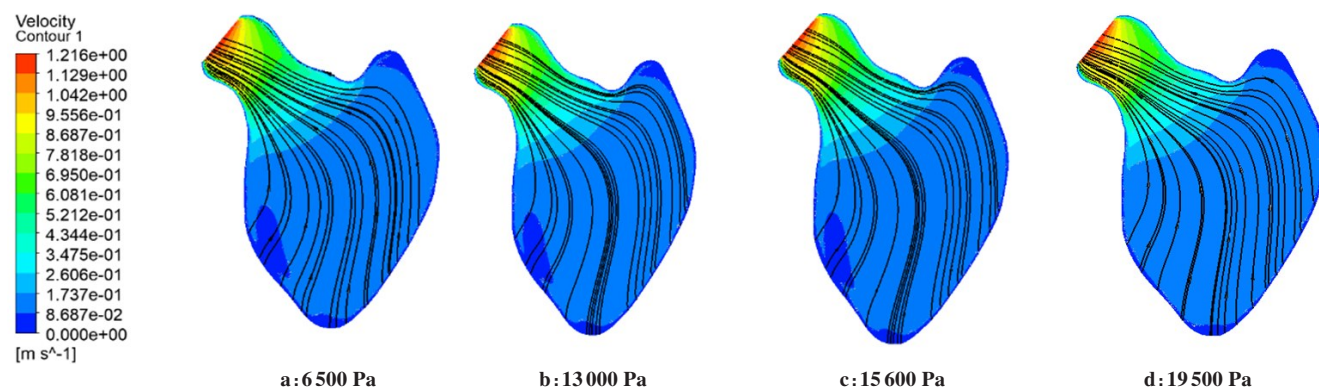 Velocity
Contour 1
1.216e+00
1.129e+00
1.042e+00
9.556e-01
8.687e-01
7.818e-01
6.950e-01
6.081e-01
5.212e-01
4.344e-01
3.475e-01
2.606e-01
1.737e-01
8.687e-02
0.000e+00
[m s^-1]
a:6 500 Pa
b:13 000 Pa
c:15 600 Pa
d:19 500 Pa